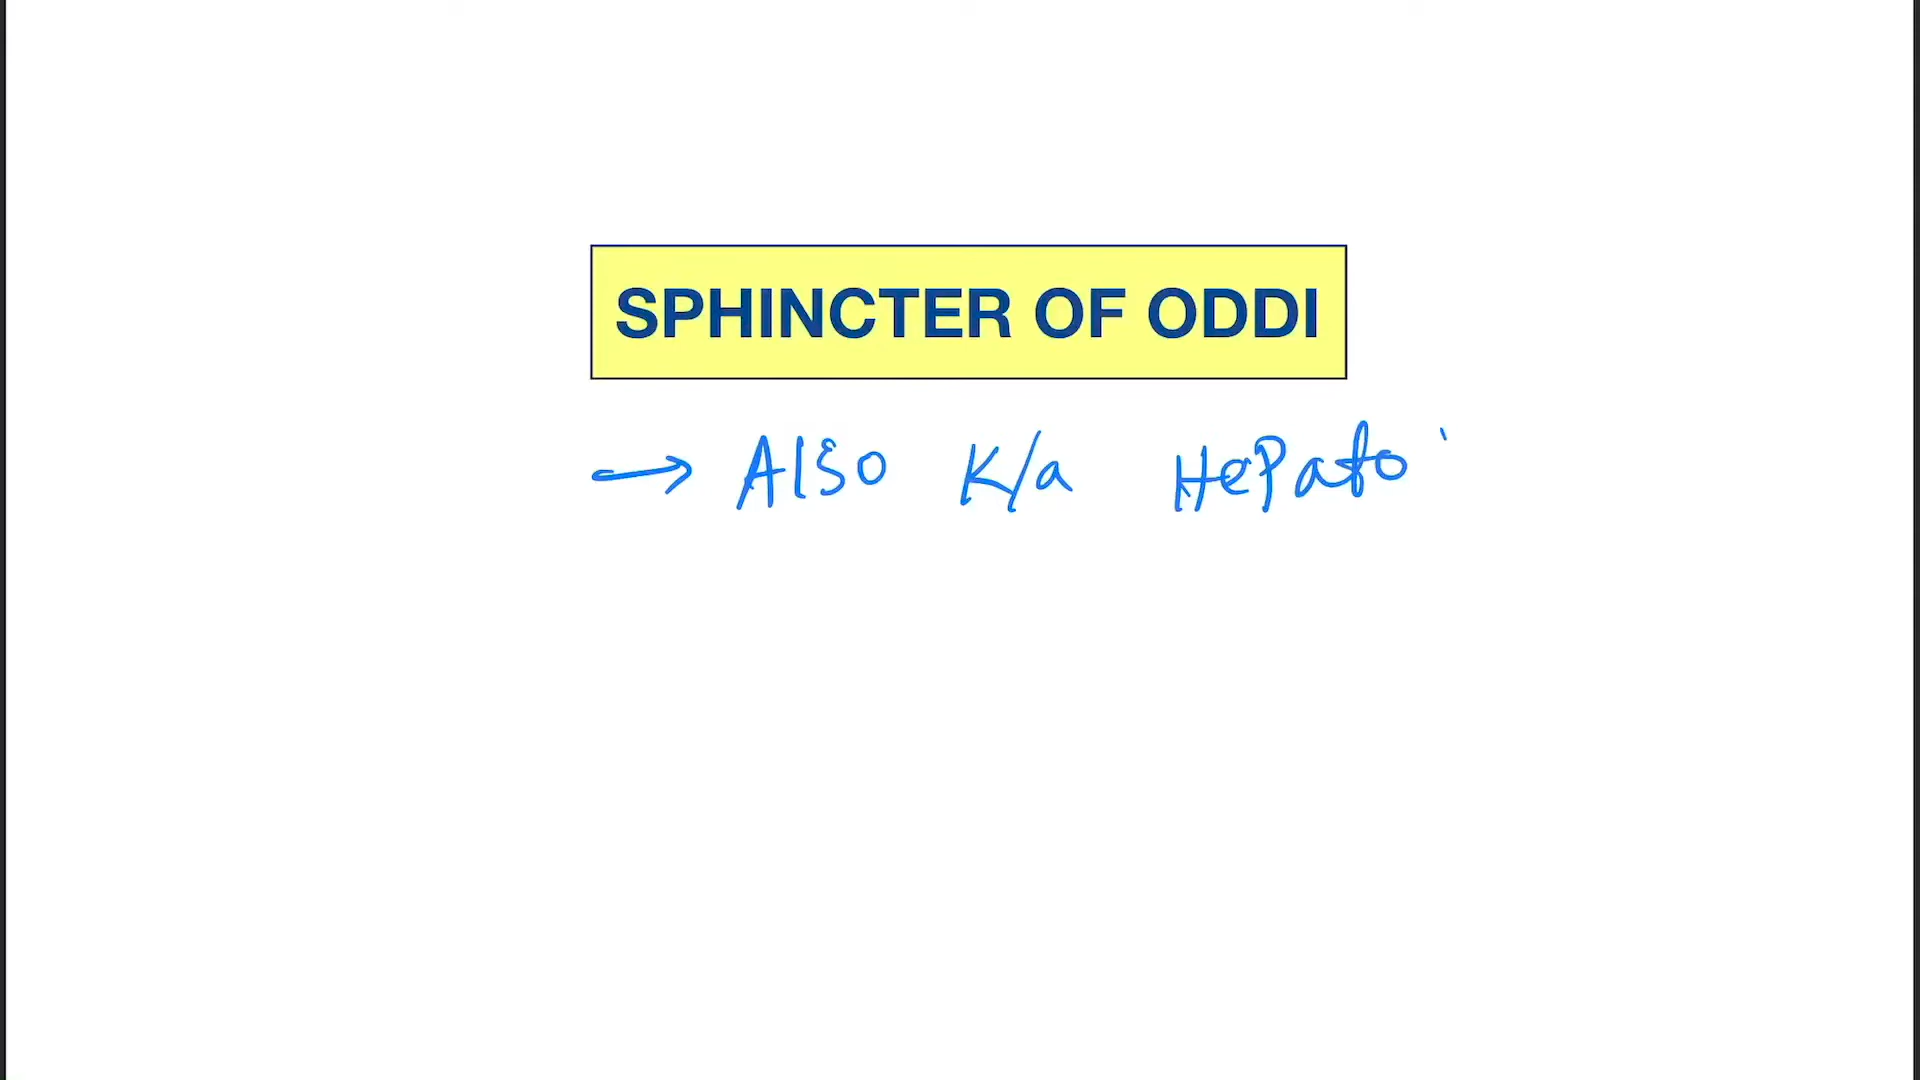 SPHINCTER OF ODDI
→ Also K/a Hepato